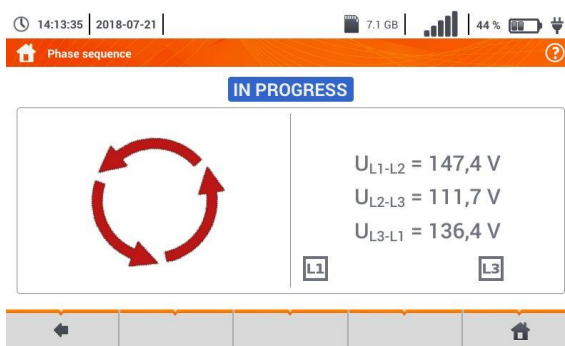 14:13:35 2018-07-21 7.1 GB 44 %
Phase sequence ?
IN PROGRESS
UL1-L2 = 147,4 V
UL2-L3 = 111,7 V
UL3-L1 = 136,4 V
L1 L3